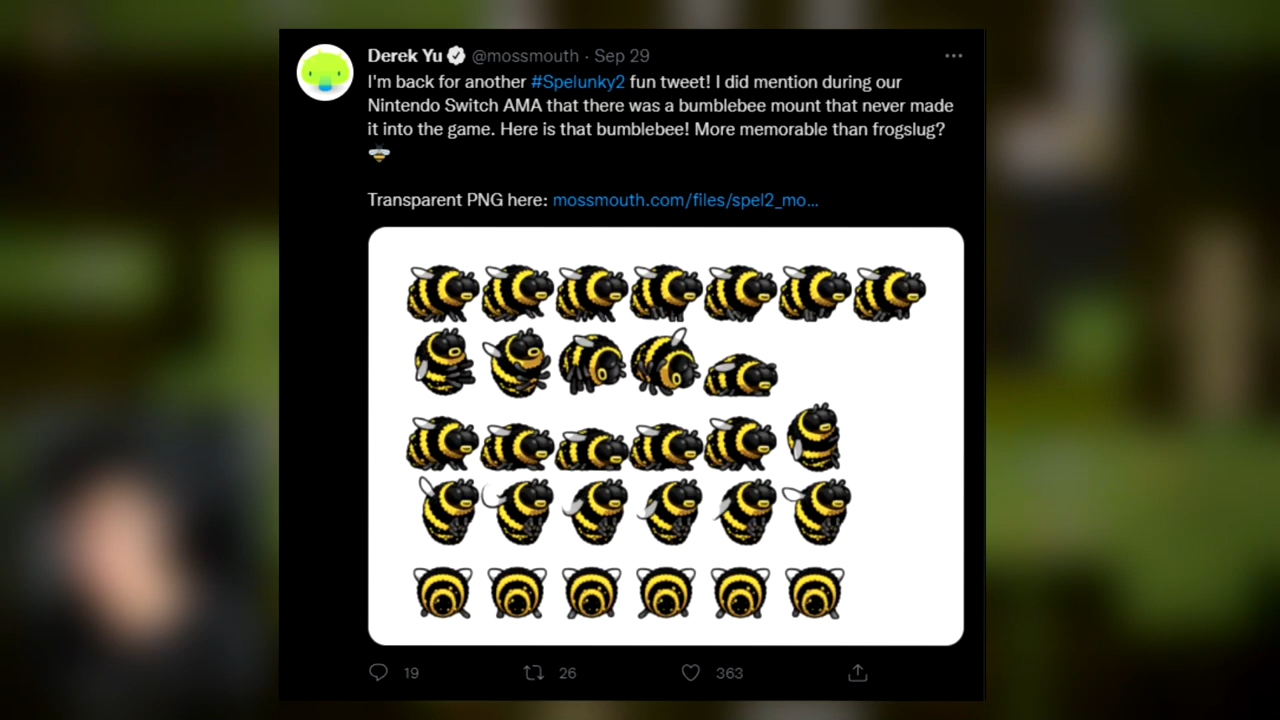 Derek Yu @mossmouth · Sep 29
I'm back for another #Spelunky2 fun tweet! I did mention during our
Nintendo Switch AMA that there was a bumblebee mount that never made
it into the game. Here is that bumblebee! More memorable than frogslug?
🐝
Transparent PNG here: mossmouth.com/files/spel2_mo...
19 26 363